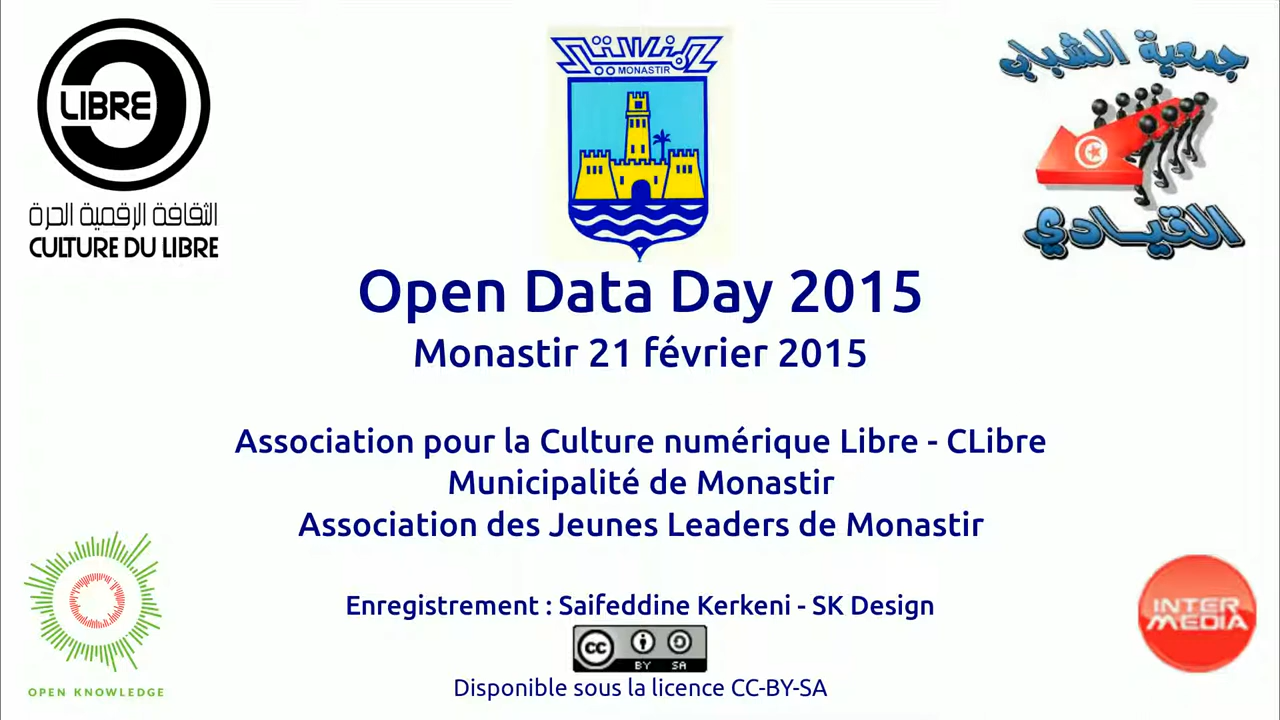 LIBRE
الثقافة الرقمية الحرة
CULTURE DU LIBRE
MONASTIR
جمعية الشباب
القيادي
Open Data Day 2015
Monastir 21 février 2015
Association pour la Culture numérique Libre - CLibre
Municipalité de Monastir
Association des Jeunes Leaders de Monastir
Enregistrement : Saifeddine Kerkeni - SK Design
cc BY SA
Disponible sous la licence CC-BY-SA
OPEN KNOWLEDGE
INTER
MEDIA